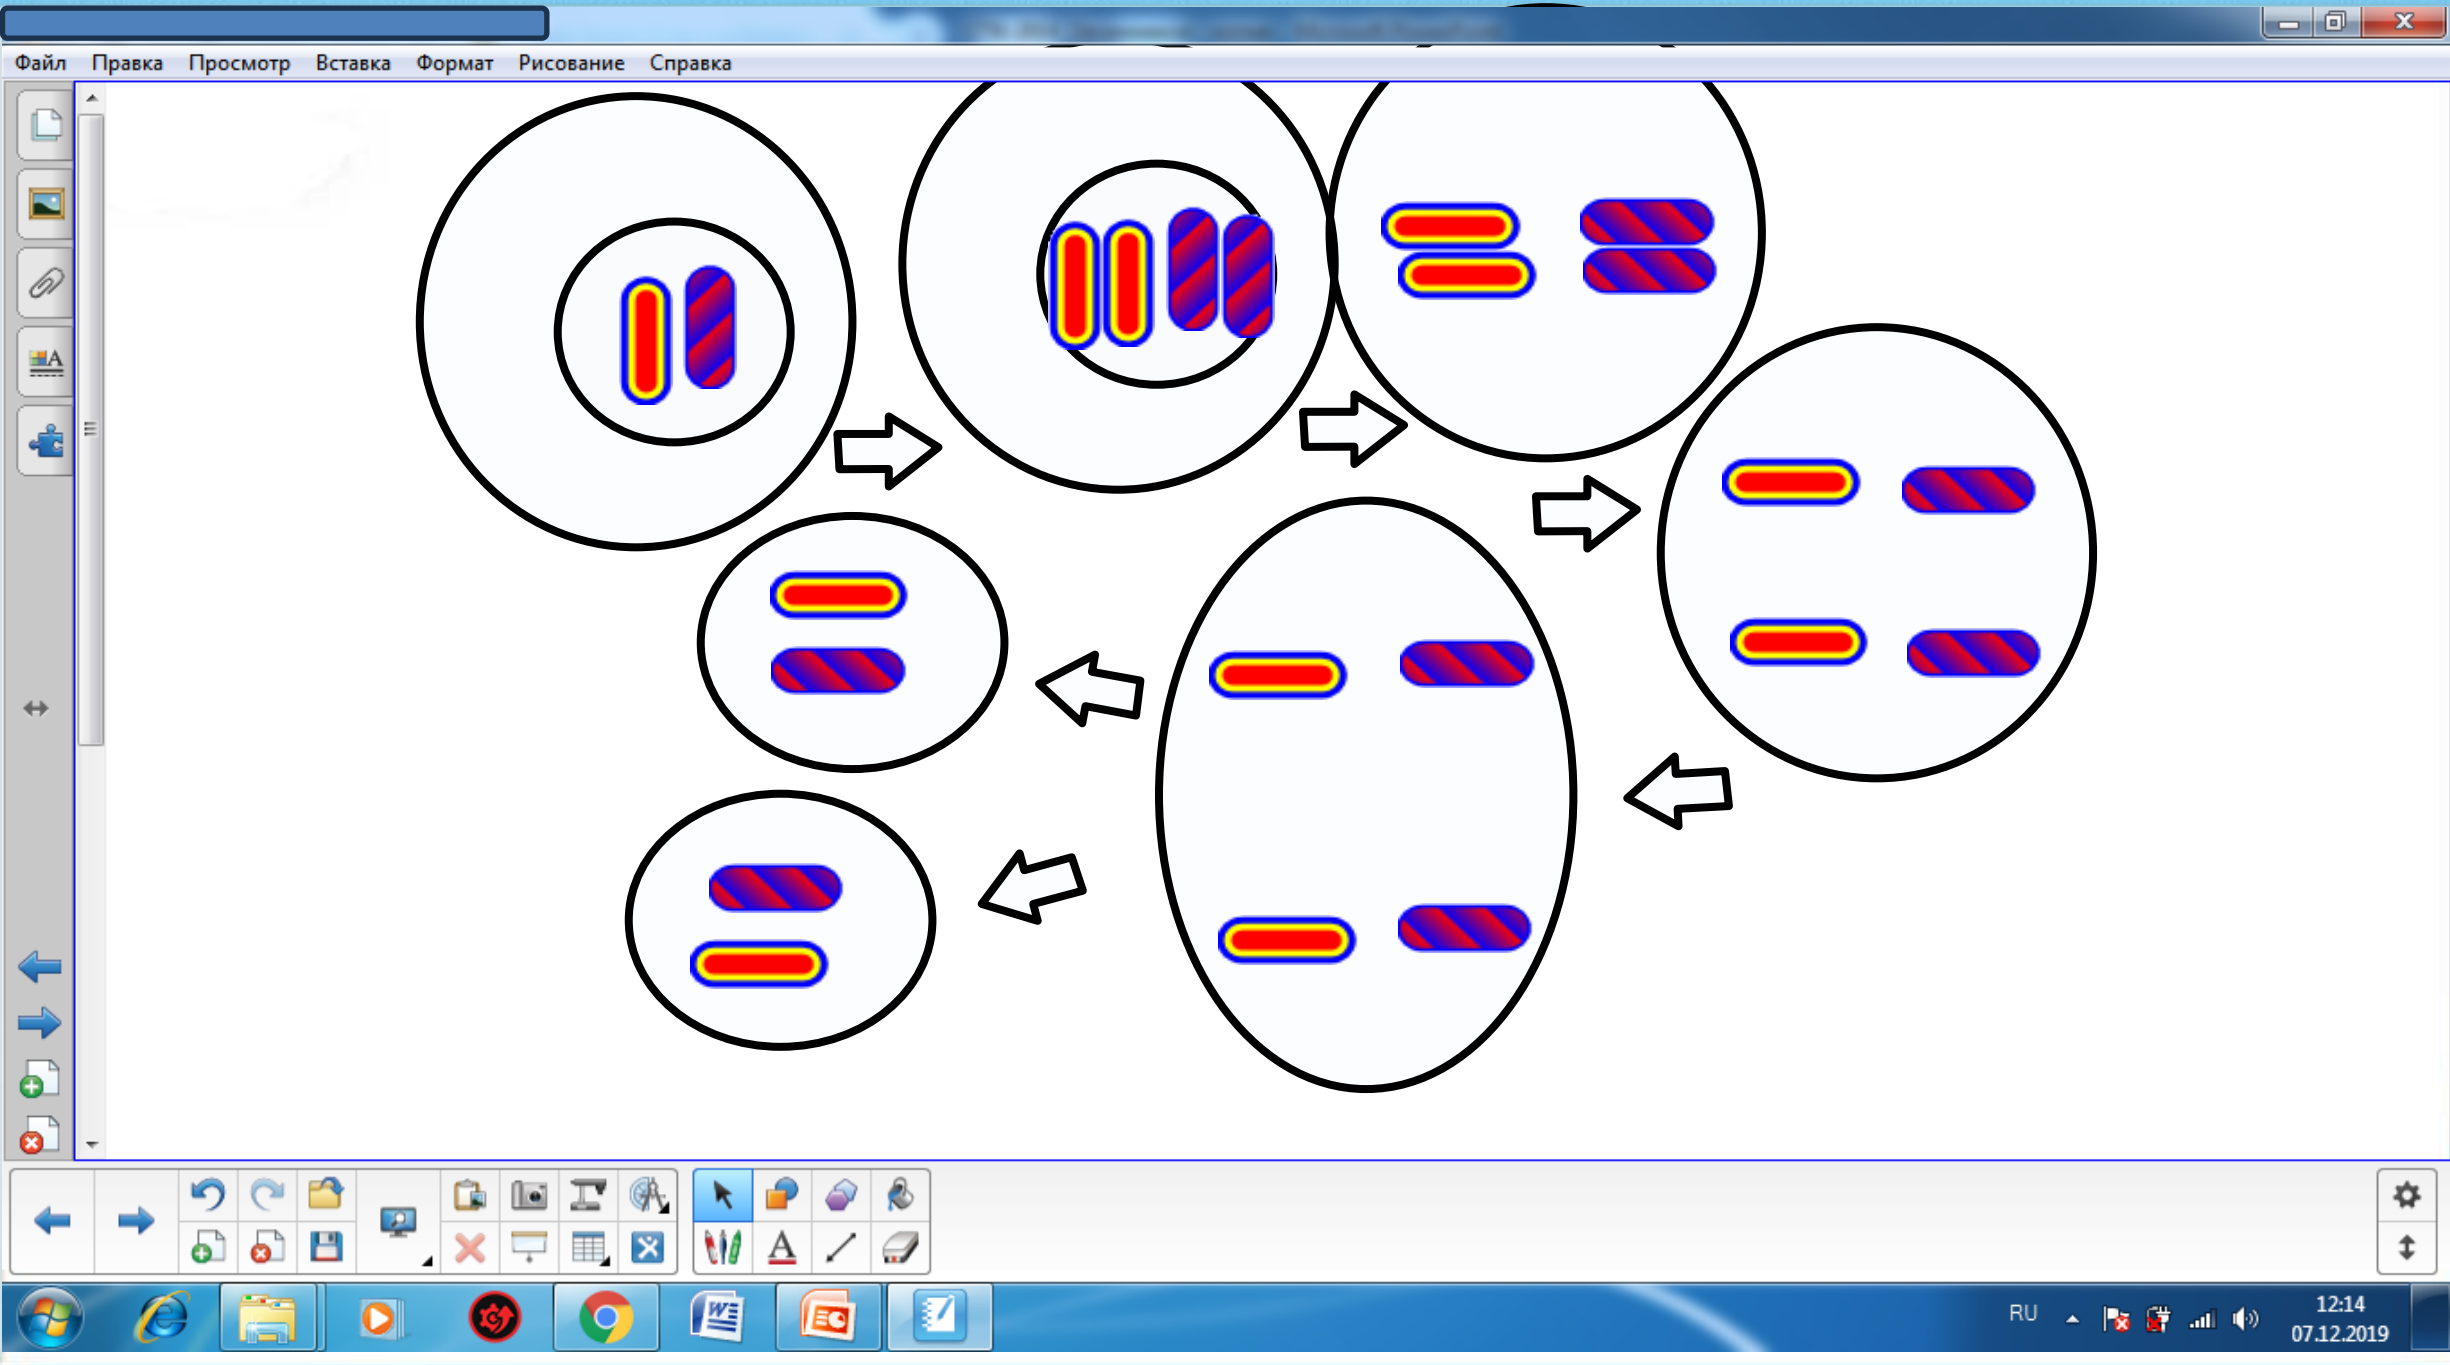 Файл Правка Просмотр Вставка Формат Рисование Справка
RU
12:14
07.12.2019